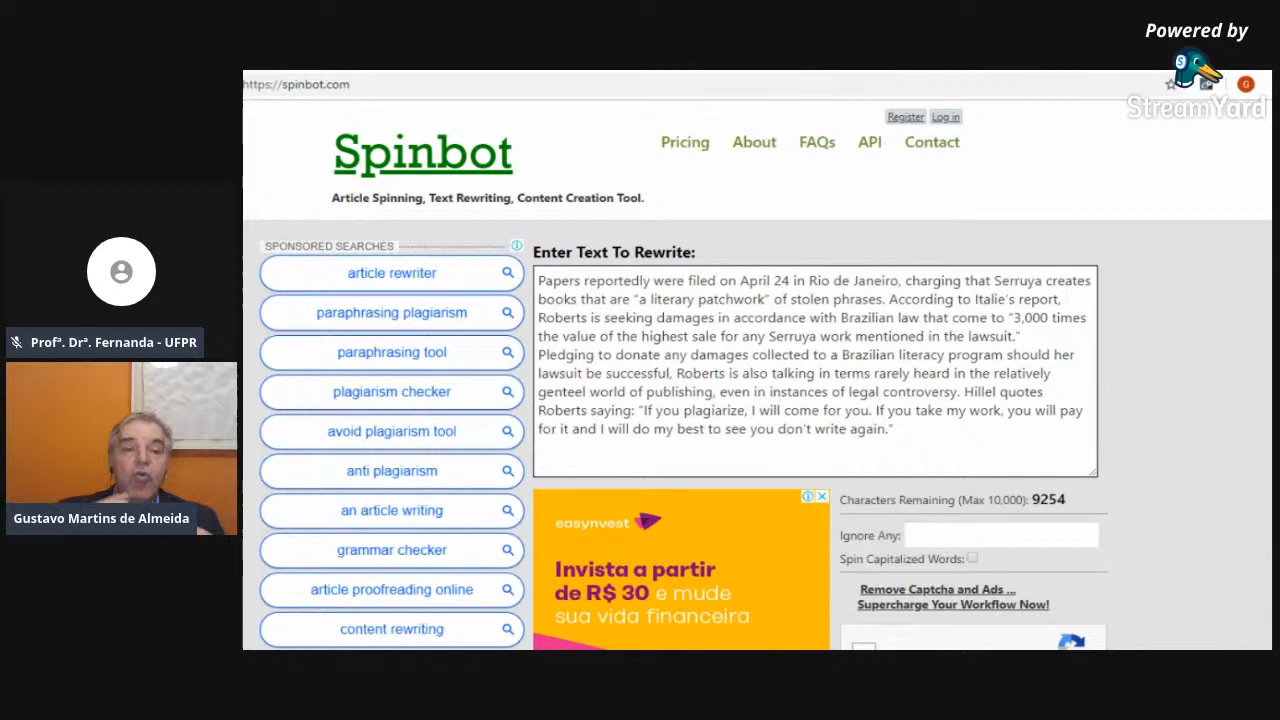 Powered by
StreamYard
https://spinbot.com
G
Register Log in
Spinbot
Pricing About FAQs API Contact
Article Spinning, Text Rewriting, Content Creation Tool.
SPONSORED SEARCHES
article rewriter
paraphrasing plagiarism
paraphrasing tool
plagiarism checker
avoid plagiarism tool
anti plagiarism
an article writing
grammar checker
article proofreading online
content rewriting
Enter Text To Rewrite:
Papers reportedly were filed on April 24 in Rio de Janeiro, charging that Serruya creates
books that are “a literary patchwork” of stolen phrases. According to Italie's report,
Roberts is seeking damages in accordance with Brazilian law that come to “3,000 times
the value of the highest sale for any Serruya work mentioned in the lawsuit.”
Pledging to donate any damages collected to a Brazilian literacy program should her
lawsuit be successful, Roberts is also talking in terms rarely heard in the relatively
genteel world of publishing, even in instances of legal controversy. Hillel quotes
Roberts saying: “If you plagiarize, I will come for you. If you take my work, you will pay
for it and I will do my best to see you don't write again.”
easynvest
Invista a partir
de R$ 30 e mude
sua vida financeira
Characters Remaining (Max 10,000): 9254
Ignore Any:
Spin Capitalized Words:
Remove Captcha and Ads ...
Supercharge Your Workflow Now!
Profª. Drª. Fernanda - UFPR
Gustavo Martins de Almeida